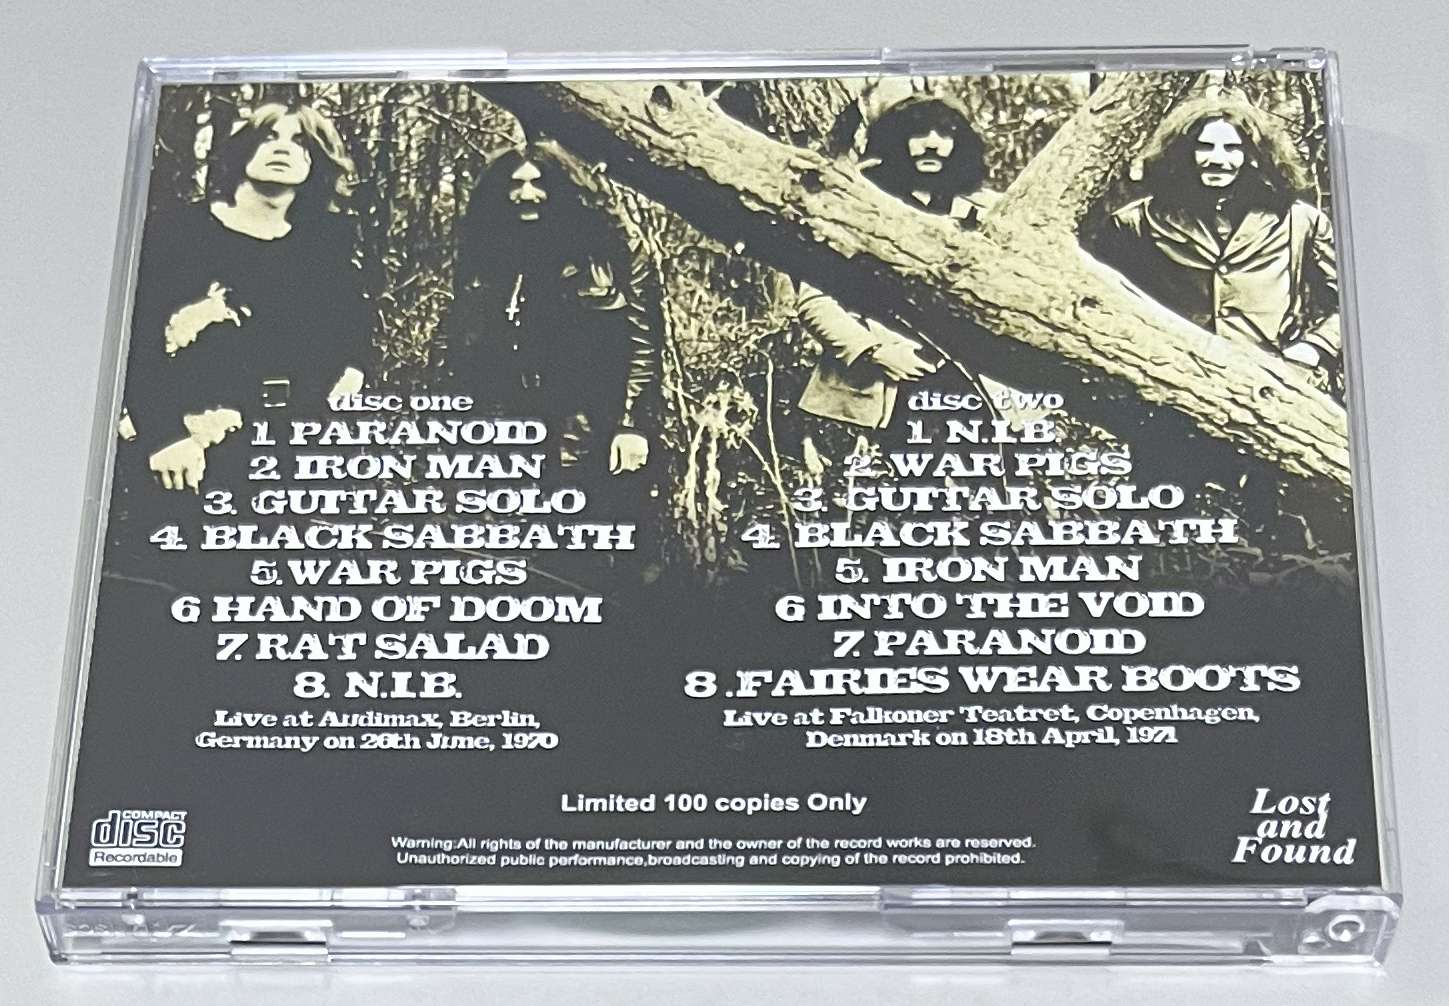 disc one
1. PARANOID
2. IRON MAN
3. GUITAR SOLO
4. BLACK SABBATH
5. WAR PIGS
6 HAND OF DOOM
7. RAT SALAD
8. N.I.B.
Live at Audimax, Berlin,
Germany on 26th June, 1970
disc two
1. N.I.B.
2. WAR PIGS
3. GUITAR SOLO
4. BLACK SABBATH
5. IRON MAN
6 INTO THE VOID
7. PARANOID
8 .FAIRIES WEAR BOOTS
Live at Falkoner Teatret, Copenhagen,
Denmark on 18th April, 1971
Limited 100 copies Only
Warning:All rights of the manufacturer and the owner of the record works are reserved.
Unauthorized public performance,broadcasting and copying of the record prohibited.
COMPACT
disc
Recordable
Lost
and
Found